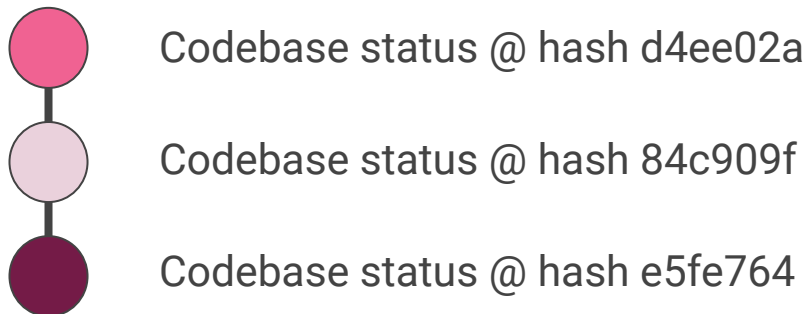 Codebase status @ hash d4ee02a
Codebase status @ hash 84c909f
Codebase status @ hash e5fe764